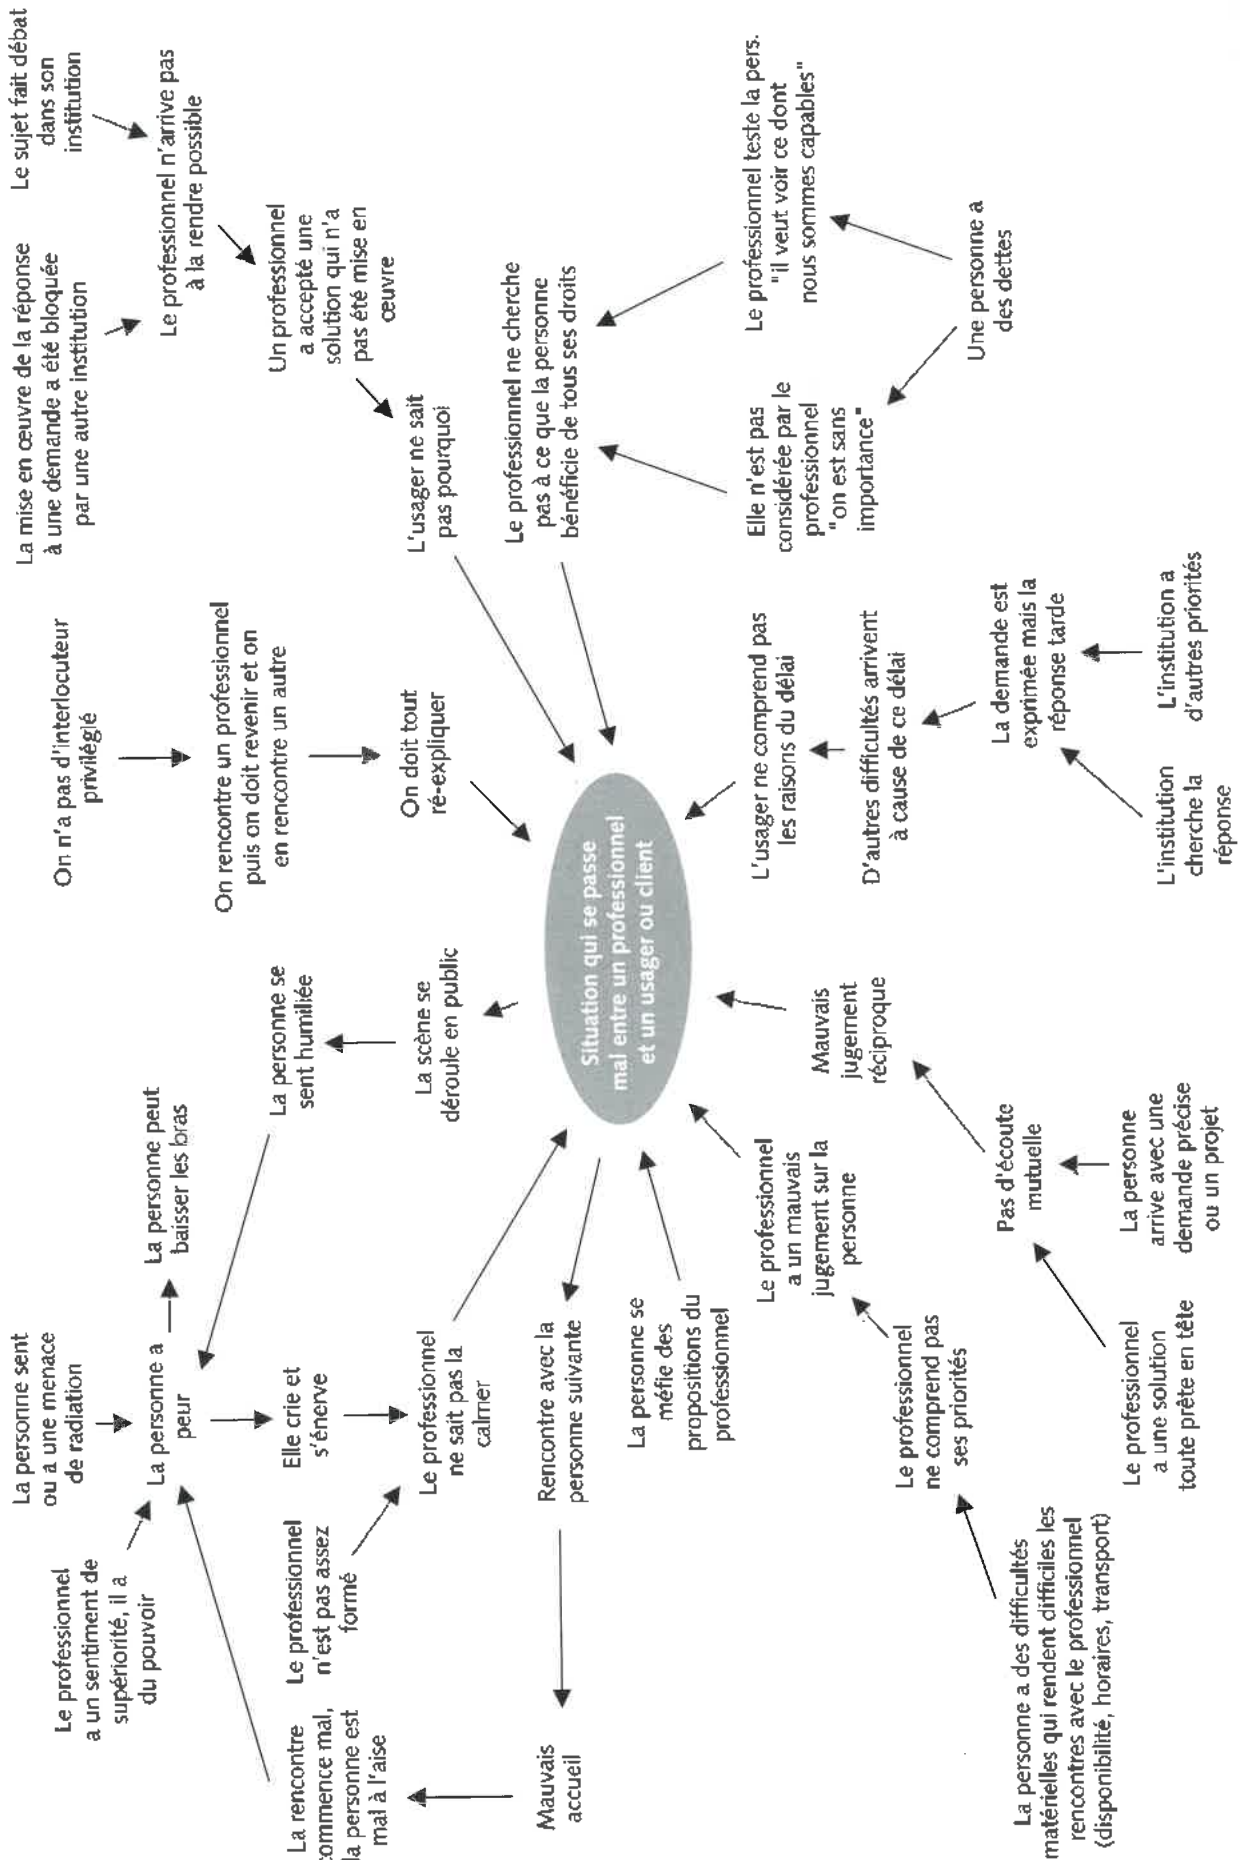 La personne sent
ou a une menace
de radiation
Le professionnel
a un sentiment de
supériorité, il a
du pouvoir
La personne a
peur
La personne peut
baisser les bras
Elle crie et
s'énerve
Le professionnel
n'est pas assez
formé
Le professionnel
ne sait pas la
calmer
La rencontre
commence mal,
la personne est
mal à l'aise
Mauvais
accueil
Rencontre avec la
personne suivante
La personne se
sent humiliée
La scène se
déroule en public
On n'a pas d'interlocuteur
privilégié
On rencontre un professionnel
puis on doit revenir et on
en rencontre un autre
On doit tout
ré-expliquer
La mise en œuvre de la réponse
à une demande a été bloquée
par une autre institution
Le sujet fait débat
dans son
institution
Le professionnel n'arrive pas
à la rendre possible
Un professionnel
a accepté une
solution qui n'a
pas été mise en
œuvre
L'usager ne sait
pas pourquoi
Situation qui se passe
mal entre un professionnel
et un usager ou client
Le professionnel ne cherche
pas à ce que la personne
bénéficie de tous ses droits
Elle n'est pas
considérée par le
professionnel
"on est sans
importance"
Le professionnel teste la pers.
"il veut voir ce dont
nous sommes capables"
Une personne a
des dettes
L'usager ne comprend pas
les raisons du délai
D'autres difficultés arrivent
à cause de ce délai
La demande est
exprimée mais la
réponse tarde
L'institution
cherche la
réponse
L'institution a
d'autres priorités
Mauvais
jugement
réciproque
Pas d'écoute
mutuelle
La personne
arrive avec une
demande précise
ou un projet
Le professionnel
a une solution
toute prête en tête
La personne se
méfie des
propositions du
professionnel
Le professionnel
a un mauvais
jugement sur la
personne
Le professionnel
ne comprend pas
ses priorités
La personne a des difficultés
matérielles qui rendent difficiles les
rencontres avec le professionnel
(disponibilité, horaires, transport)